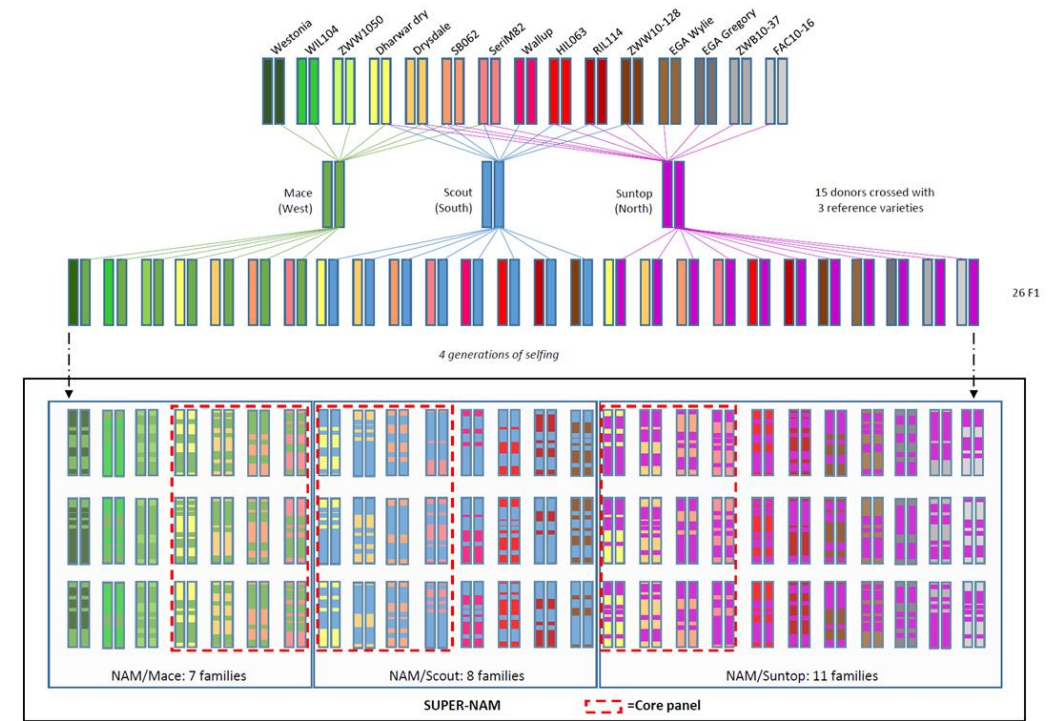 Westonia
WIL104
ZWW1050
Dharwar dry
Drysdale
SB062
SeriM82
Wallup
HIL063
RIL114
ZWW10-128
EGA Wylie
EGA Gregory
ZWB10-37
FAC10-16
Mace
(West)
Scout
(South)
Suntop
(North)
15 donors crossed with
3 reference varieties
26 F1
4 generations of selfing
NAM/Mace: 7 families
NAM/Scout: 8 families
NAM/Suntop: 11 families
SUPER-NAM
=Core panel